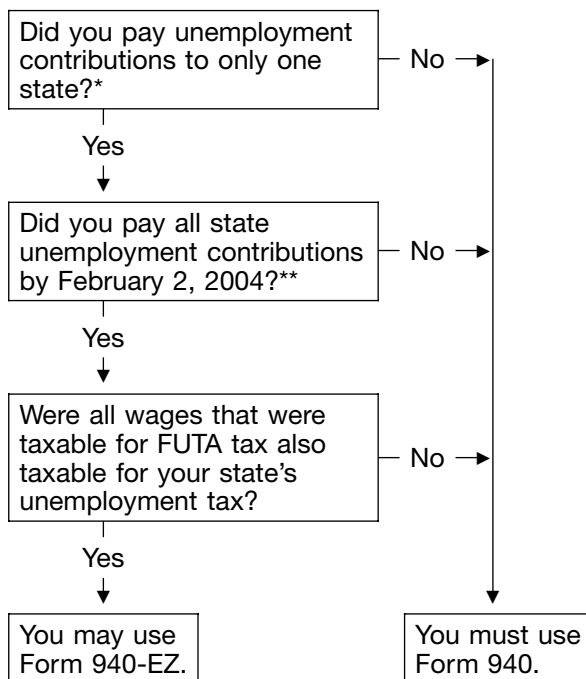 Did you pay unemployment
contributions to only one
state?*
No
Yes
Did you pay all state
unemployment contributions
by February 2, 2004?**
No
Yes
Were all wages that were
taxable for FUTA tax also
taxable for your state’s
unemployment tax?
No
Yes
You may use
Form 940-EZ.
You must use
Form 940.